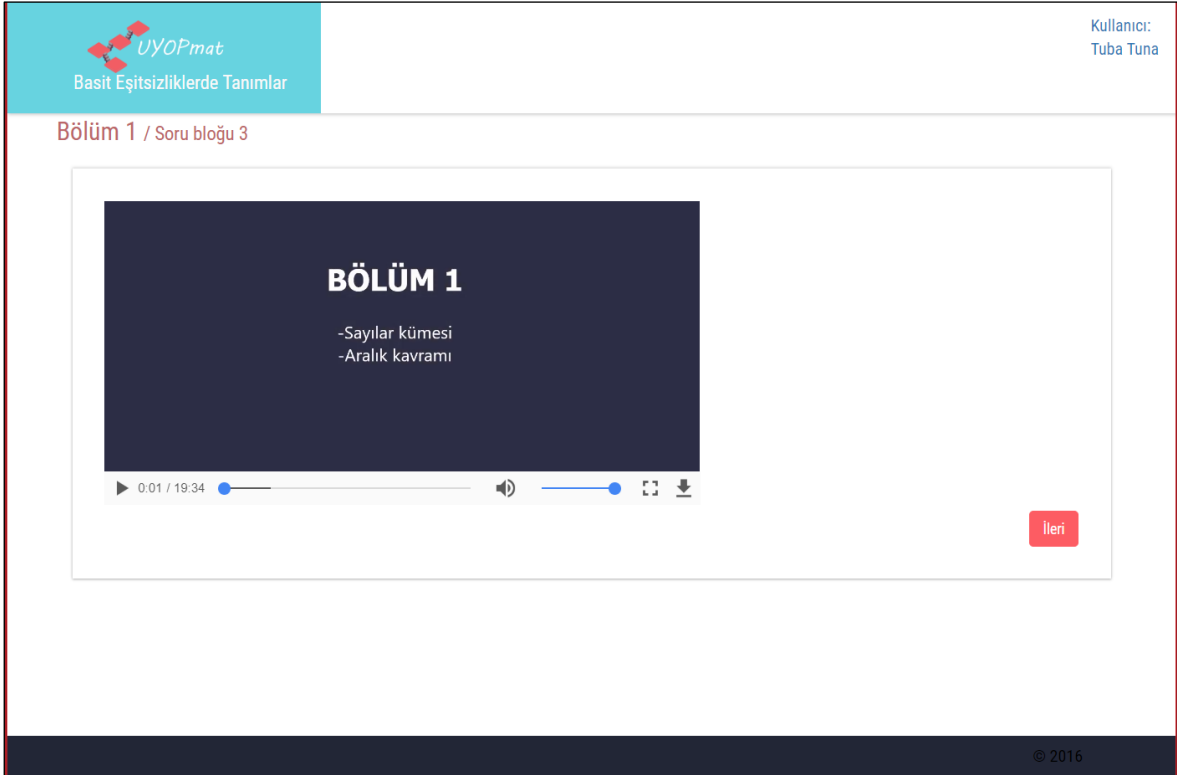 UYOPmat
Basit Eşitsizliklerde Tanımlar
Kullanıcı:
Tuba Tuna
Bölüm 1 / Soru bloğu 3
BÖLÜM 1
-Sayılar kümesi
-Aralık kavramı
0:01 / 19:34
İleri
© 2016